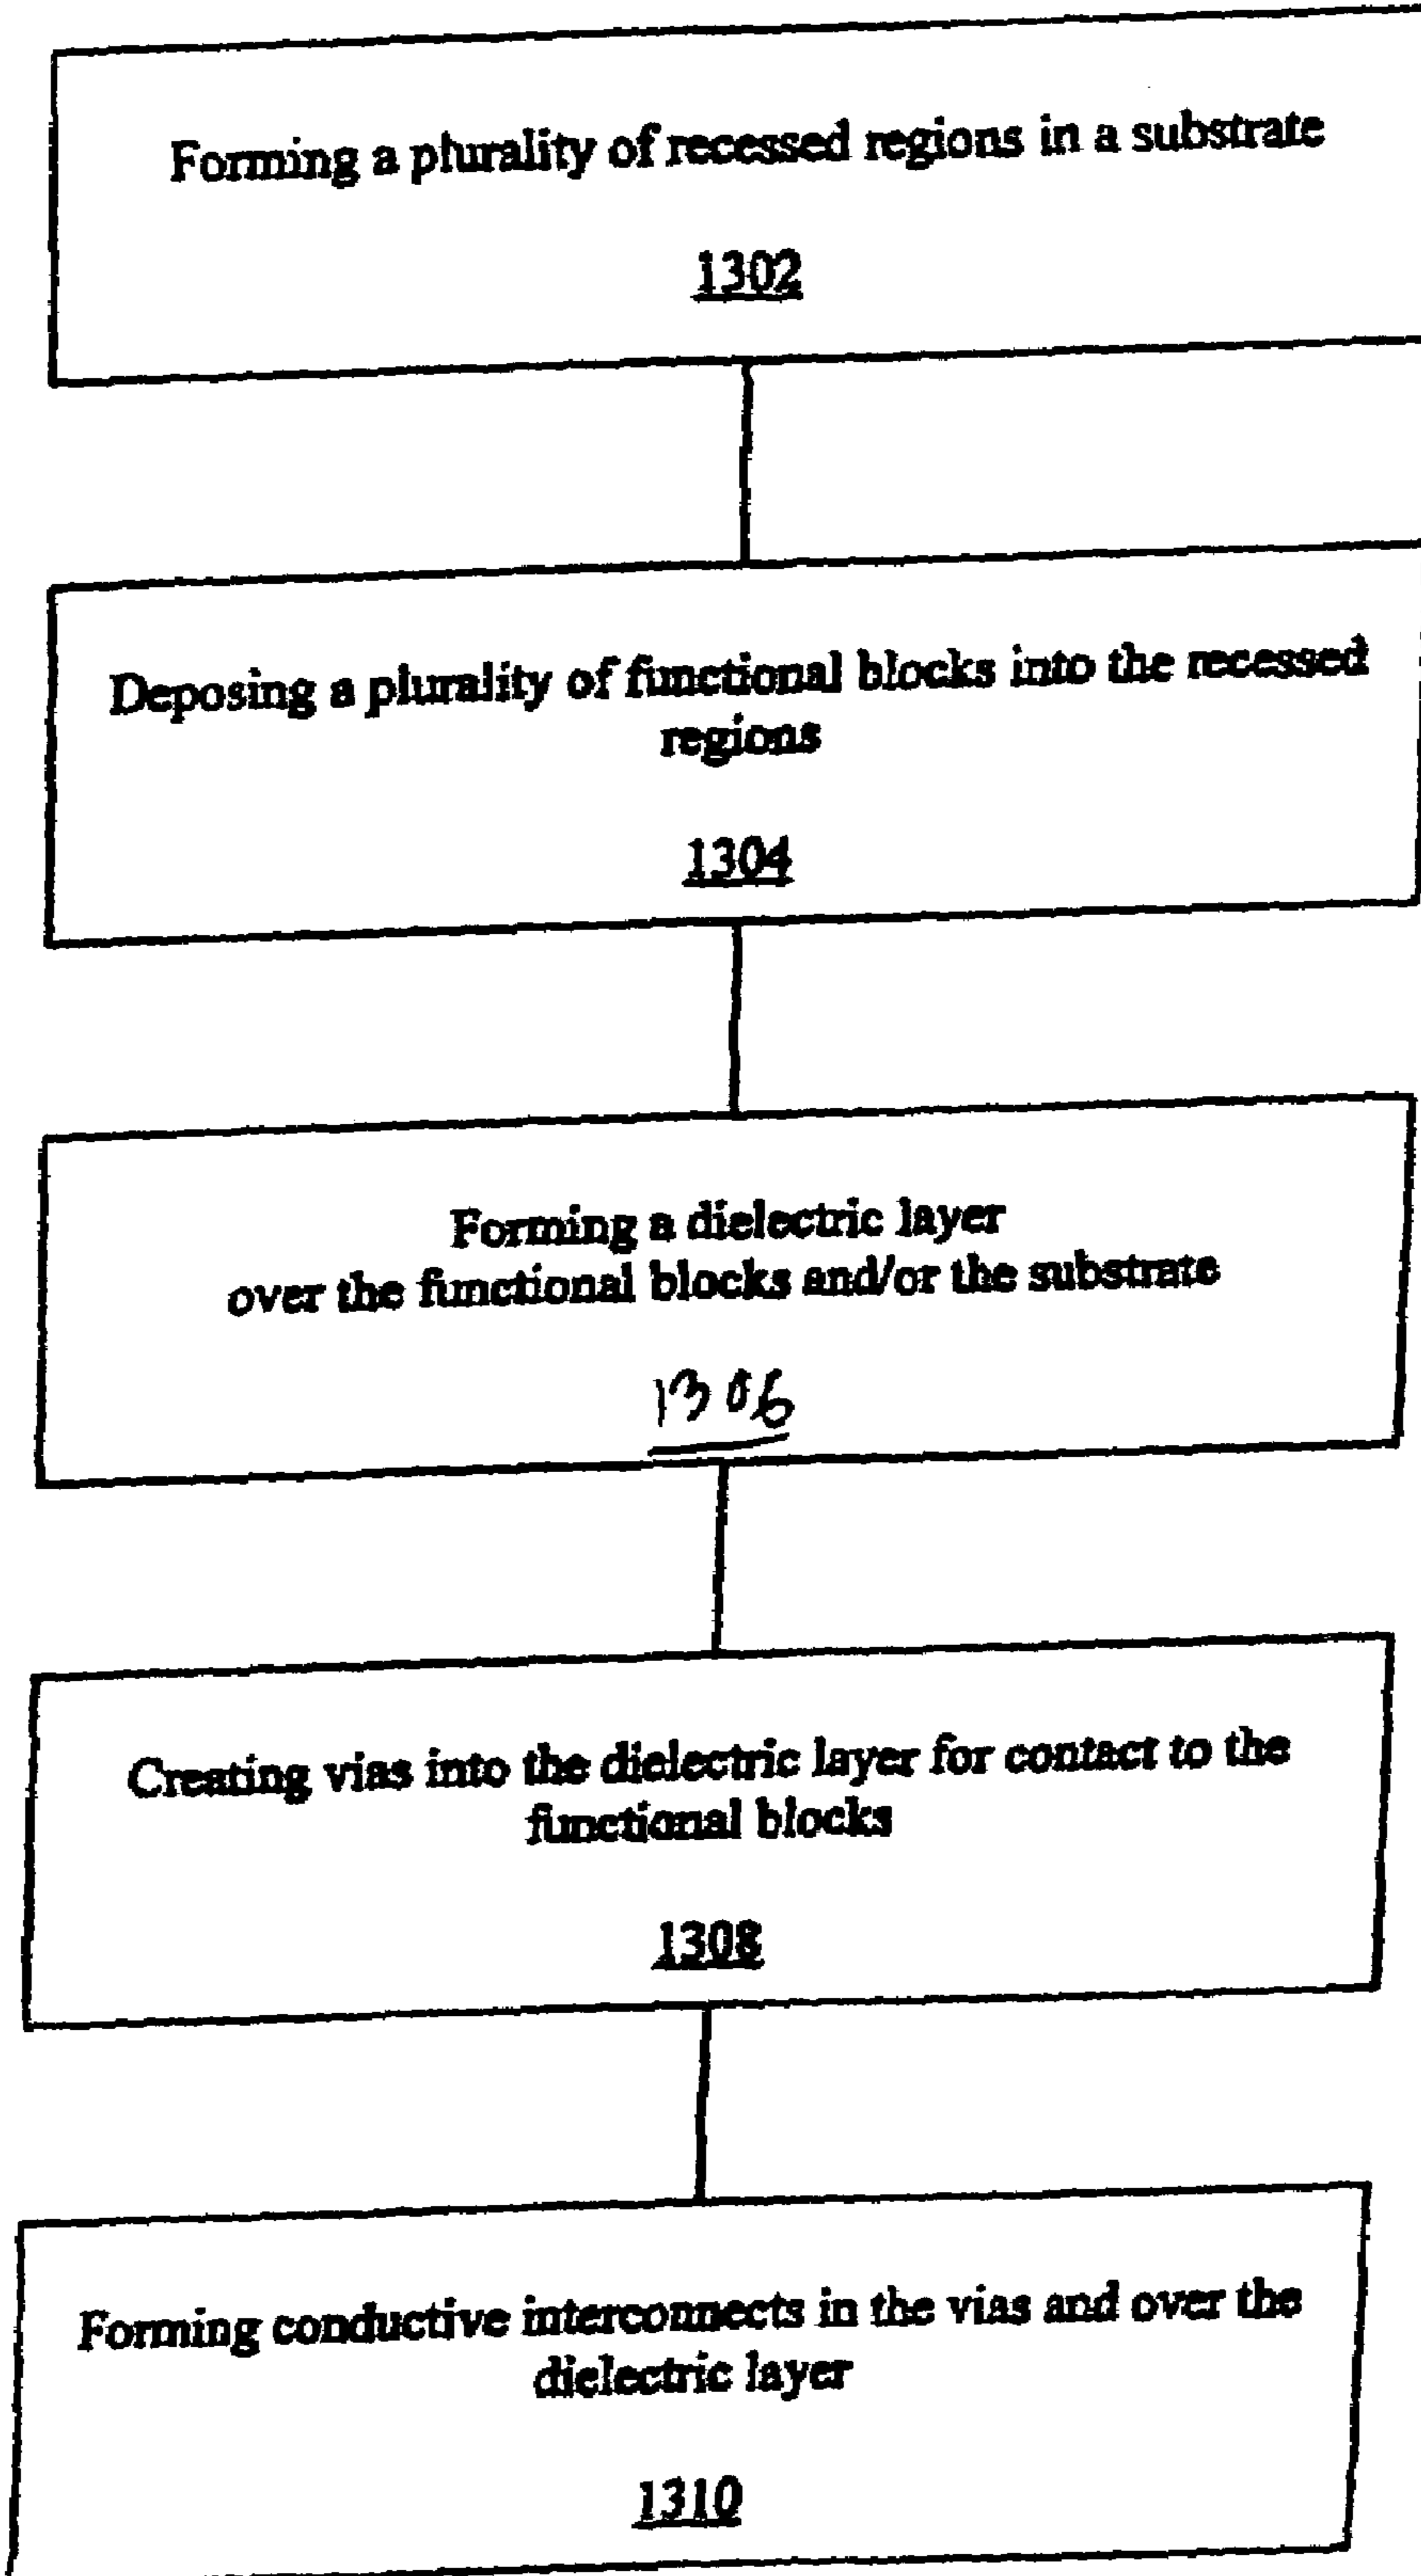 Forming a plurality of recessed regions in a substrate
1302
Deposing a plurality of functional blocks into the recessed
regions
1304
Forming a dielectric layer
over the functional blocks and/or the substrate
1306
Creating vias into the dielectric layer for contact to the
functional blocks
1308
Forming conductive interconnects in the vias and over the
dielectric layer
1310